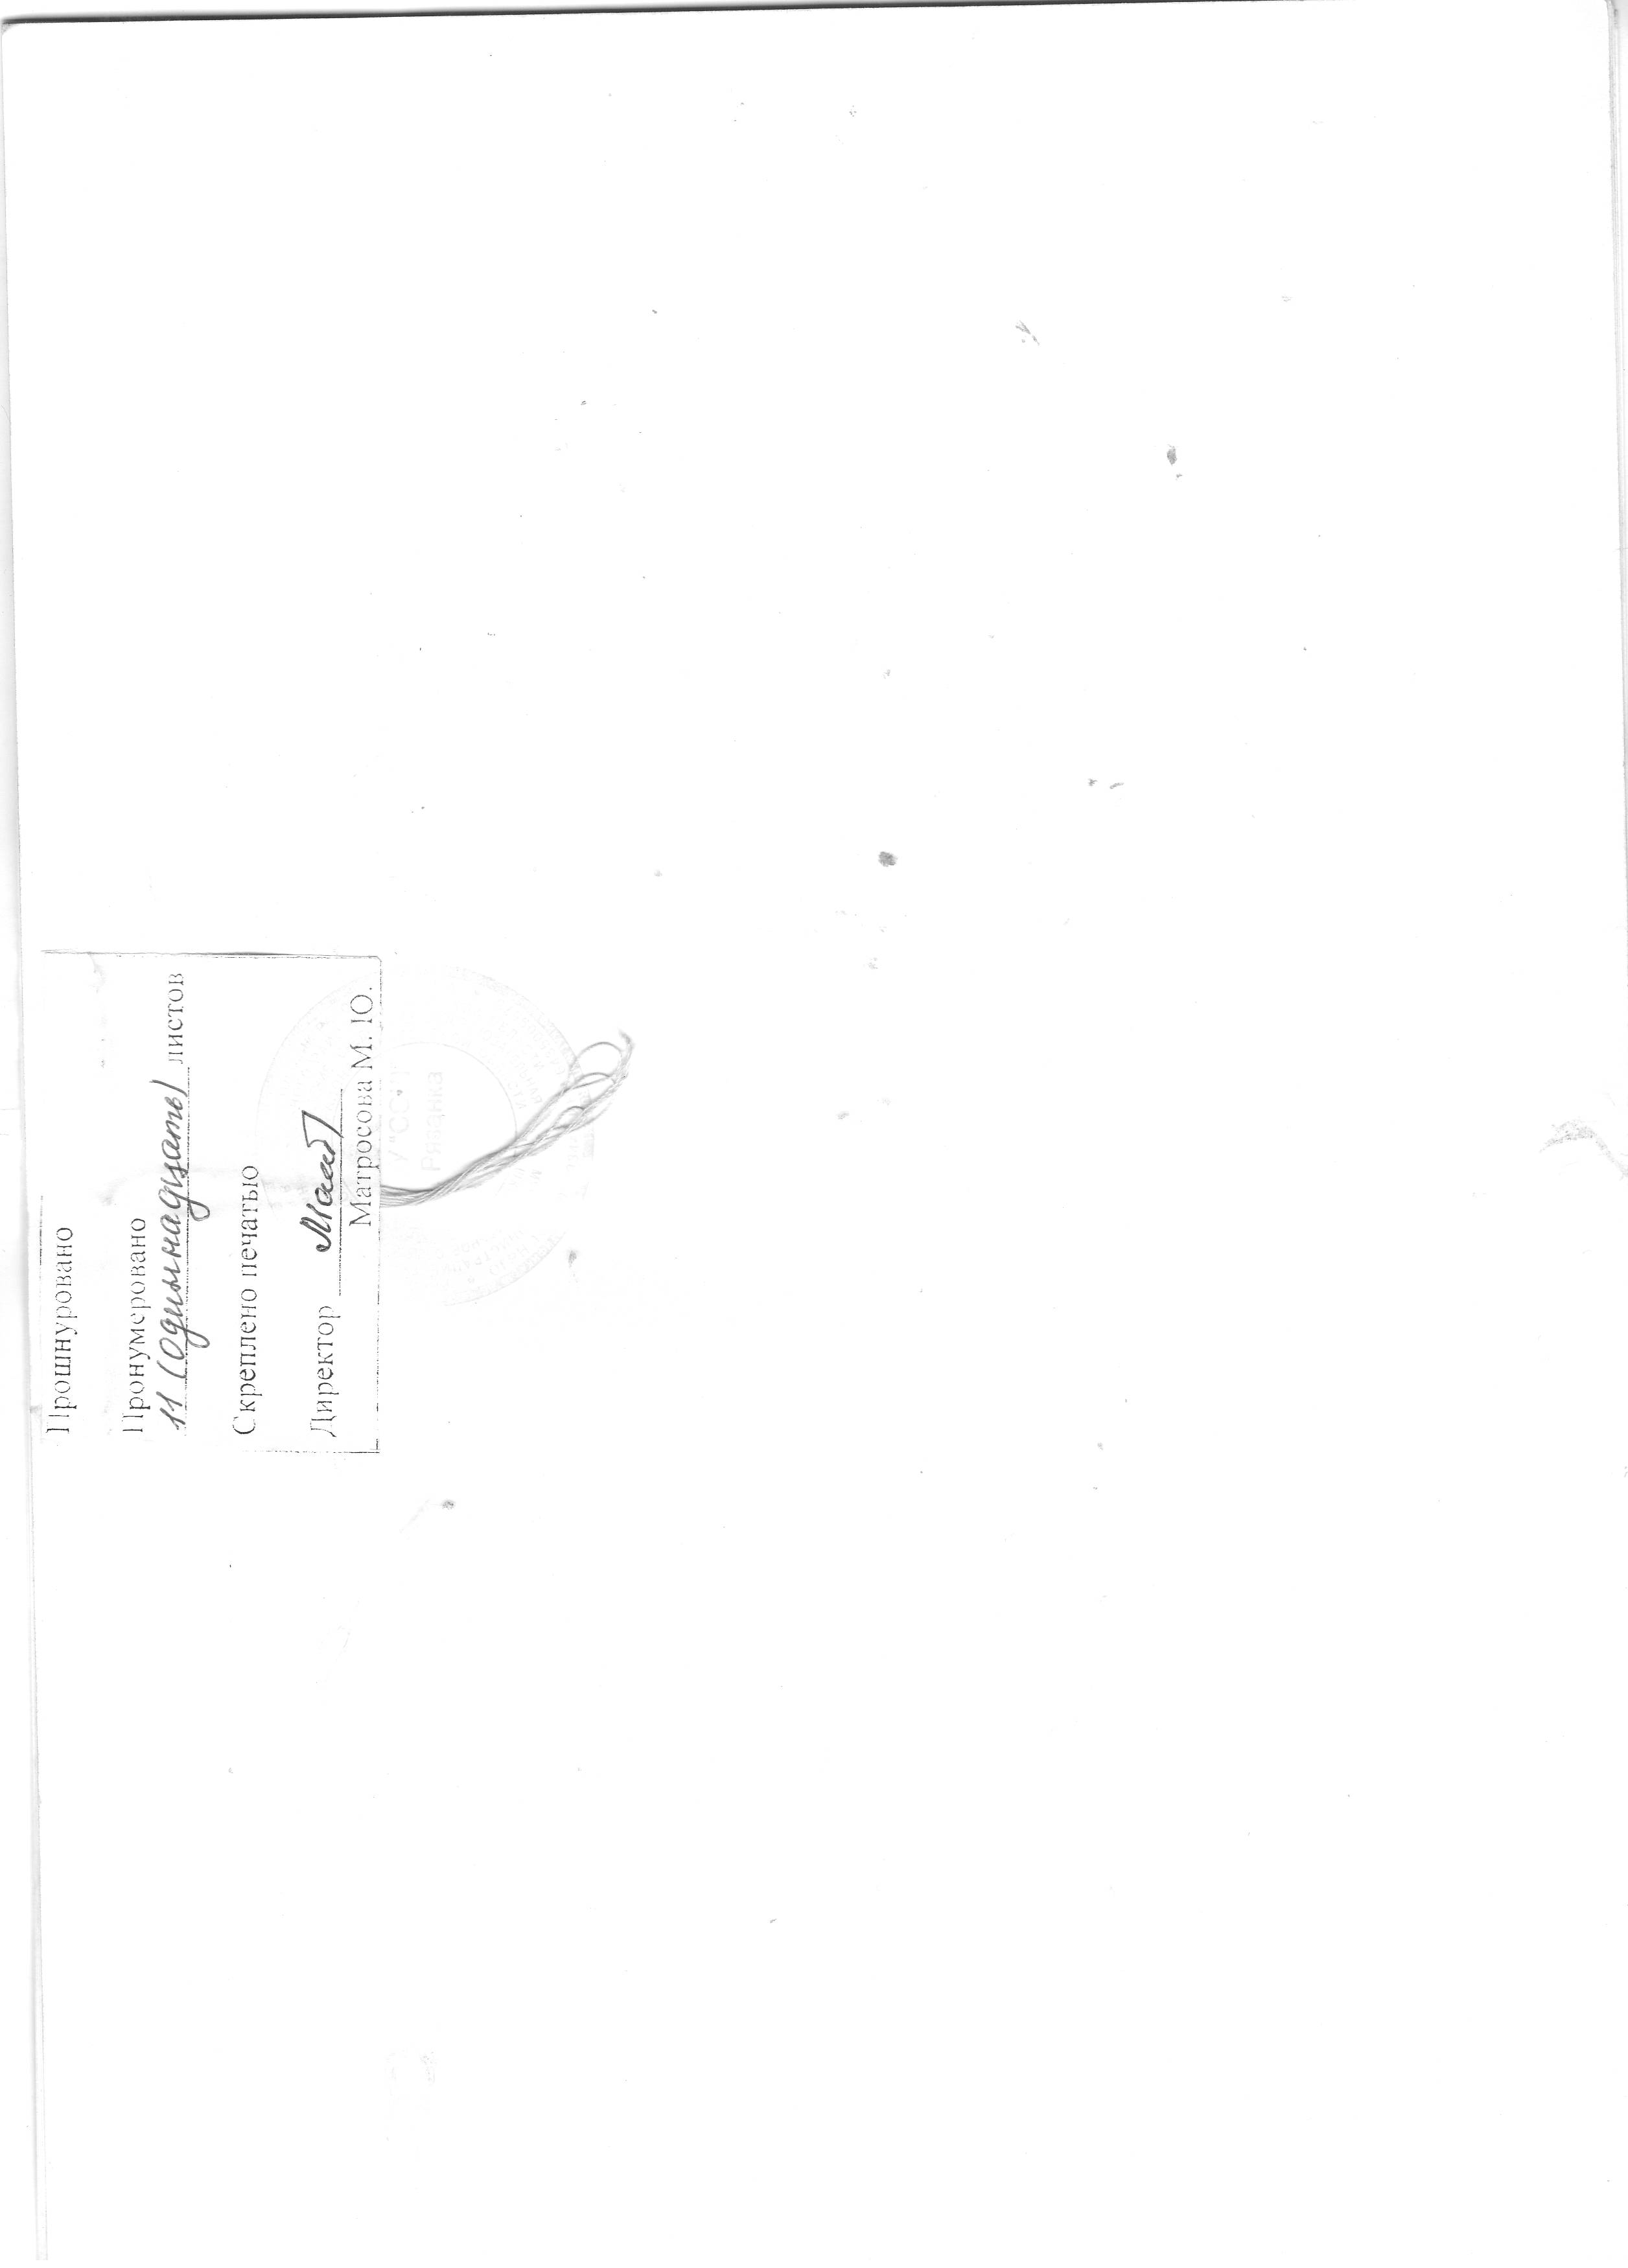 Прошнуровано
Пронумеровано
11 (одиннадцать) листов
Скреплено печатью
Директор
Матросова М. Ю.